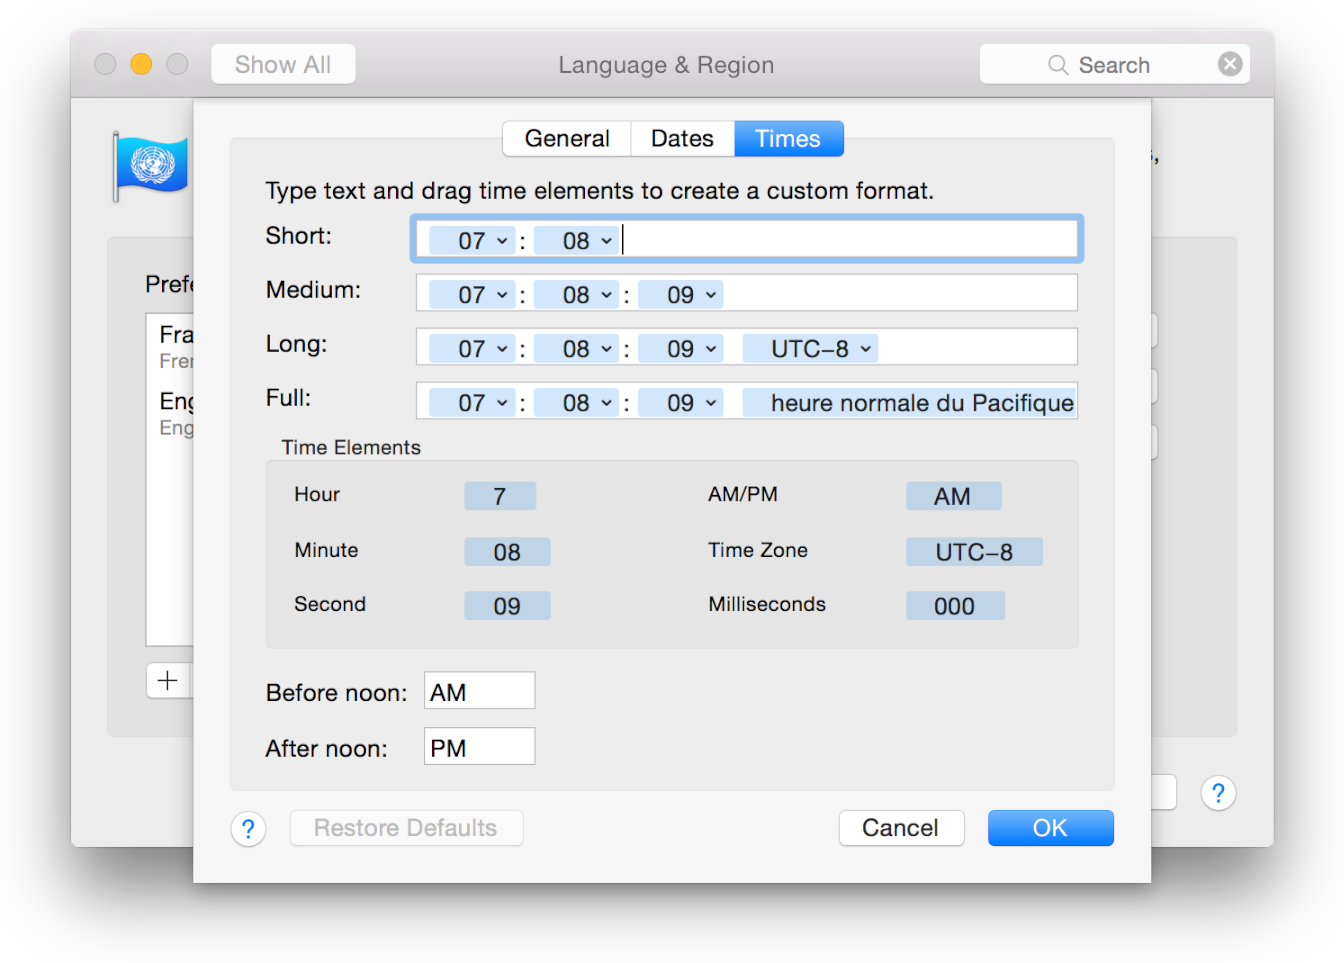 Show All
Language & Region
Search
General
Dates
Times
Type text and drag time elements to create a custom format.
Short:
07 : 08
Medium:
07 : 08 : 09
Long:
07 : 08 : 09 UTC−8
Full:
07 : 08 : 09 heure normale du Pacifique
Time Elements
Hour
7
AM/PM
AM
Minute
08
Time Zone
UTC−8
Second
09
Milliseconds
000
Before noon:
AM
After noon:
PM
?
Restore Defaults
Cancel
OK
Prefe
Fra
Fren
Eng
Eng
+
?